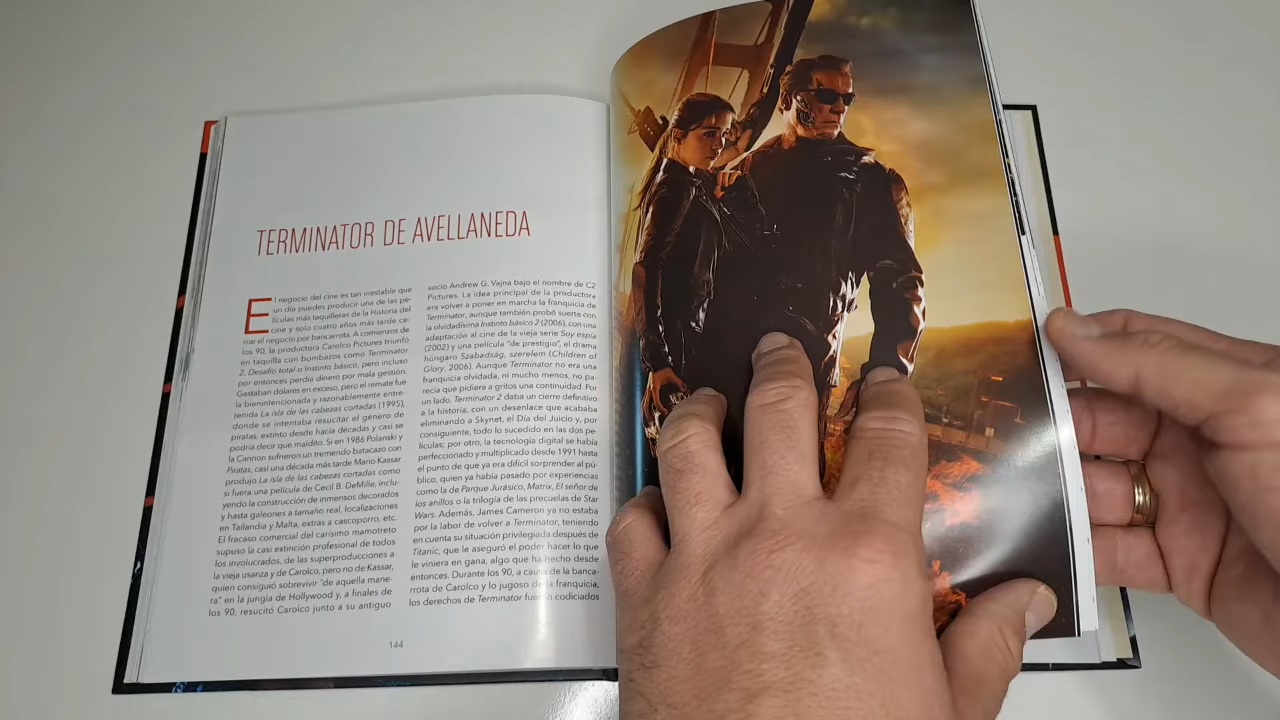 TERMINATOR DE AVELLANEDA
El negocio del cine es tan inestable que
un día puedes producir una de las pe-
lículas más taquilleras de la Historia del
cine y solo cuatro años más tarde ce-
rrar el negocio por bancarrota. A comienzos de
los 90, la productora Carolco Pictures triunfó
en taquilla con bombazos como Terminator
2, Desafío total o Instinto básico, pero incluso
por entonces perdía dinero por mala gestión.
Gastaban dólares en exceso, pero el remate fue
la bienintencionada y razonablemente entre-
tenida La isla de las cabezas cortadas (1995),
donde se intentaba resucitar el género de
piratas, extinto desde hacía décadas y casi se
podría decir que maldito. Si en 1986 Polanski y
la Cannon sufrieron un tremendo batacazo con
Piratas, casi una década más tarde Mario Kassar
produjo La isla de las cabezas cortadas como
si fuera una película de Cecil B. DeMille, inclu-
yendo la construcción de inmensos decorados
y hasta galeones a tamaño real, localizaciones
en Tailandia y Malta, extras a cascoporro, etc.
El fracaso comercial del carísimo mamotreto
supuso la casi extinción profesional de todos
los involucrados, de las superproducciones a
la vieja usanza y de Carolco, pero no de Kassar,
quien consiguió sobrevivir "de aquella mane-
ra" en la jungla de Hollywood y, a finales de
los 90, resucitó Carolco junto a su antiguo
socio Andrew G. Vajna bajo el nombre de C2
Pictures. La idea principal de la productora
era volver a poner en marcha la franquicia de
Terminator, aunque también probó suerte con
la olvidadísima Instinto básico 2 (2006), con una
adaptación al cine de la vieja serie Soy espía
(2002) y una película "de prestigio", el drama
húngaro Szabadság, szerelem (Children of
Glory, 2006). Aunque Terminator no era una
franquicia olvidada, ni mucho menos, no pa-
recía que pidiera a gritos una continuidad. Por
un lado, Terminator 2 daba un cierre definitivo
a la historia, con un desenlace que acababa
eliminando a Skynet, el Día del Juicio y, por
consiguiente, todo lo sucedido en las dos pe-
lículas; por otro, la tecnología digital se había
perfeccionado y multiplicado desde 1991 hasta
el punto de que ya era difícil sorprender al pú-
blico, quien ya había pasado por experiencias
como la de Parque Jurásico, Matrix, El señor de
los anillos o la trilogía de las precuelas de Star
Wars. Además, James Cameron ya no estaba
por la labor de volver a Terminator, teniendo
en cuenta su situación privilegiada después de
Titanic, que le aseguró el poder hacer lo que
le viniera en gana, algo que ha hecho desde
entonces. Durante los 90, a causa de la banca-
rrota de Carolco y lo jugoso de la franquicia,
los derechos de Terminator fueron codiciados
144